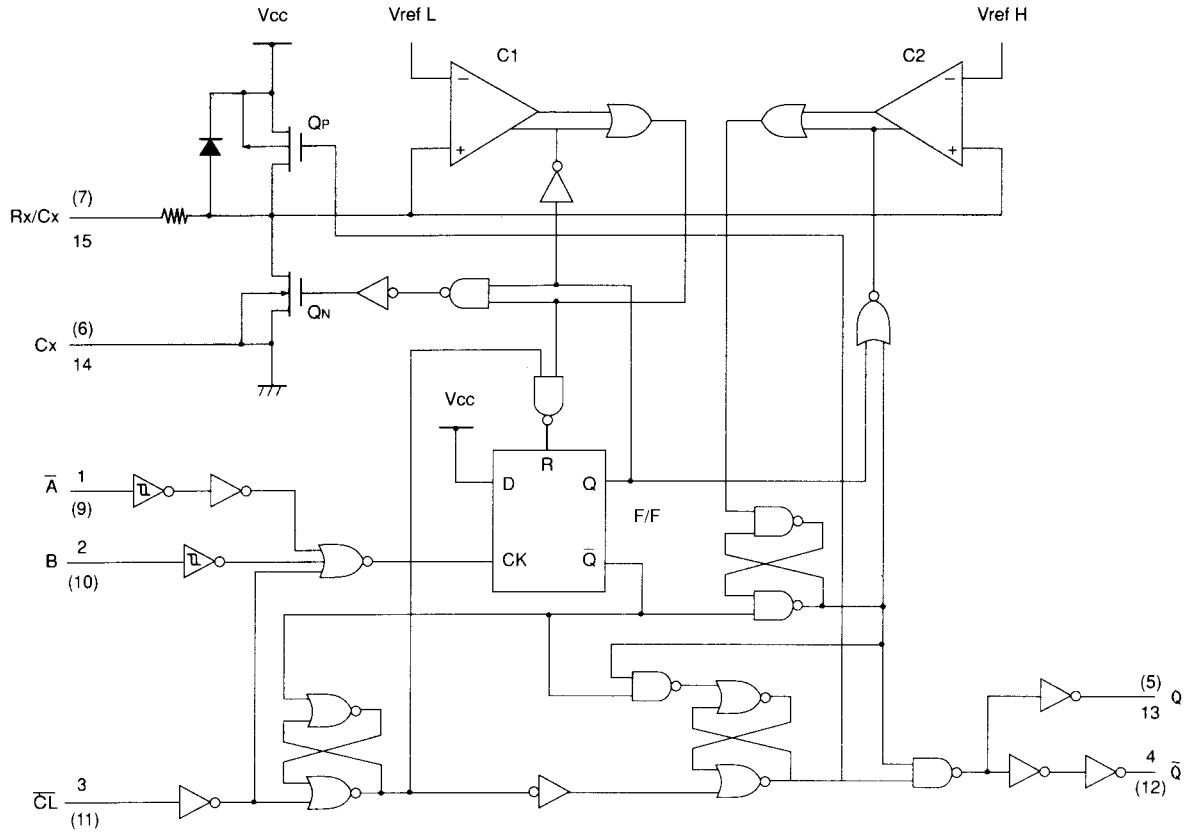 Vcc
Vref L
Vref H
C1
C2
−
+
−
+
QP
(7)
Rx/Cx
15
QN
(6)
Cx
14
Vcc
R
D
Q
F/F
CK
Q̅
A̅
1
(9)
B
2
(10)
(5)
Q
13
4
Q̅
(12)
3
C̅L̅
(11)